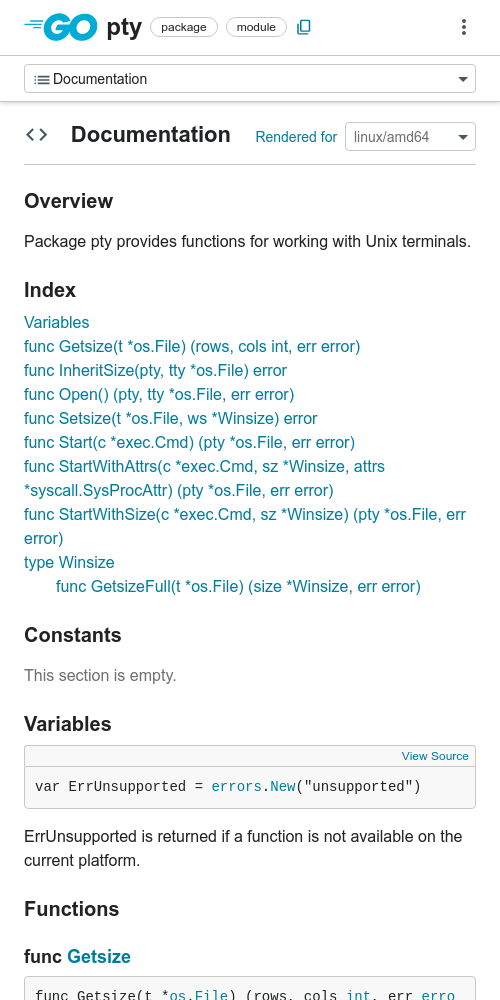 GO pty package module
Documentation
Documentation Rendered for linux/amd64
Overview
Package pty provides functions for working with Unix terminals.
Index
Variables
func Getsize(t *os.File) (rows, cols int, err error)
func InheritSize(pty, tty *os.File) error
func Open() (pty, tty *os.File, err error)
func Setsize(t *os.File, ws *Winsize) error
func Start(c *exec.Cmd) (pty *os.File, err error)
func StartWithAttrs(c *exec.Cmd, sz *Winsize, attrs
*syscall.SysProcAttr) (pty *os.File, err error)
func StartWithSize(c *exec.Cmd, sz *Winsize) (pty *os.File, err
error)
type Winsize
func GetsizeFull(t *os.File) (size *Winsize, err error)
Constants
This section is empty.
Variables
View Source
var ErrUnsupported = errors.New("unsupported")
ErrUnsupported is returned if a function is not available on the
current platform.
Functions
func Getsize
func Getsize(t *os.File) (rows, cols int, err erro